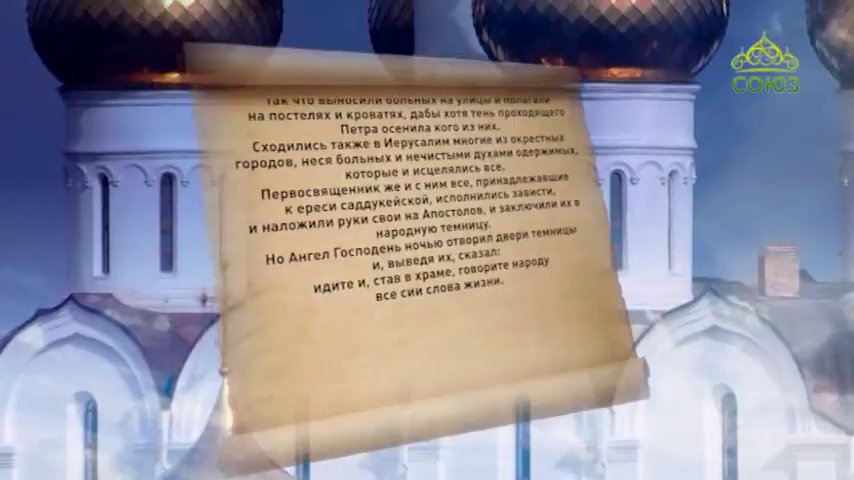 СОЮЗ
так что выносили больных на улицы и полагали
на постелях и кроватях, дабы хотя тень проходящего
Петра осенила кого из них.
Сходились также в Иерусалим многие из окрестных
городов, неся больных и нечистыми духами одержимых,
которые и исцелялись все.
Первосвященник же и с ним все, принадлежавшие
к ереси саддукейской, исполнились зависти,
и наложили руки свои на Апостолов, и заключили их в
народную темницу.
Но Ангел Господень ночью отворил двери темницы
и, выведя их, сказал:
идите и, став в храме, говорите народу
все сии слова жизни.